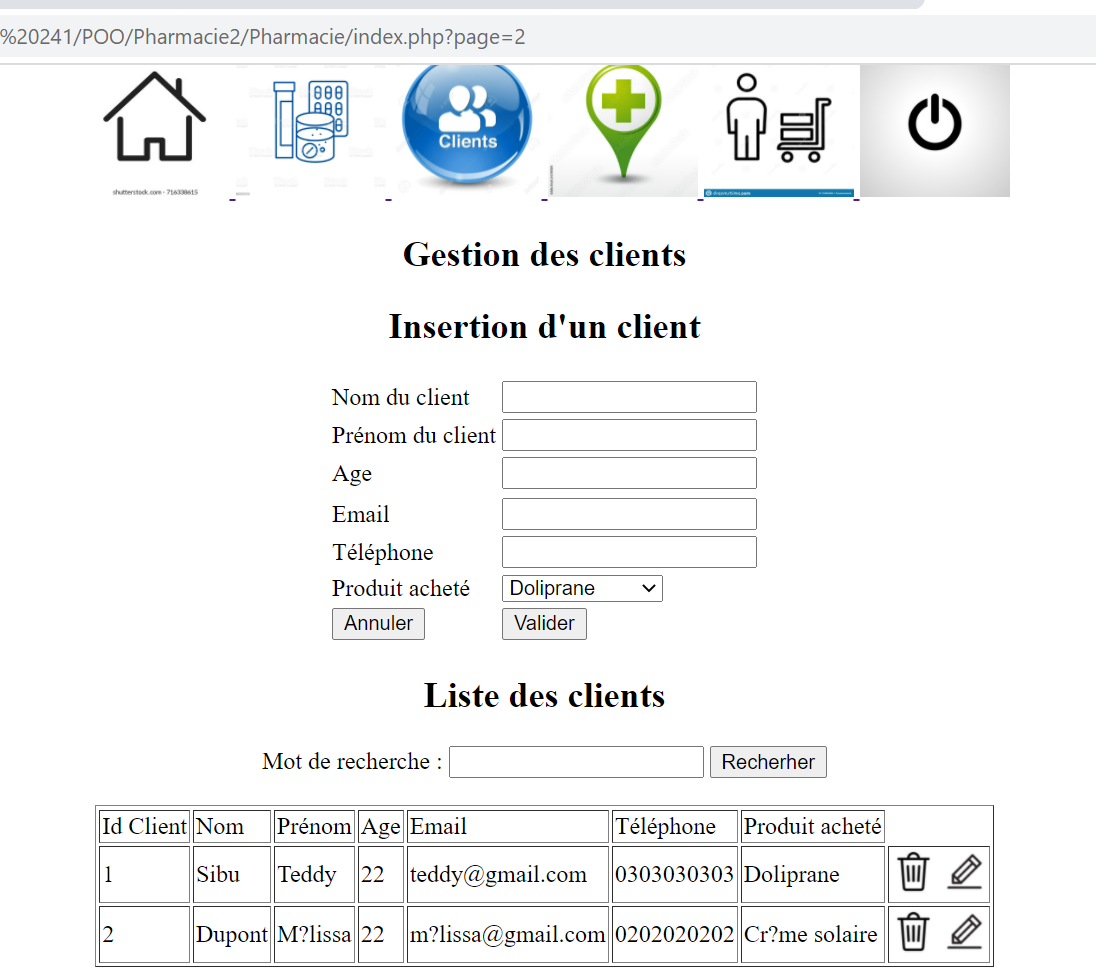 %20241/POO/Pharmacie2/Pharmacie/index.php?page=2
Clients
shutterstock.com · 716338615
Gestion des clients
Insertion d'un client
Nom du client
Prénom du client
Age
Email
Téléphone
Produit acheté Doliprane
Annuler Valider
Liste des clients
Mot de recherche : Recherher
Id Client Nom Prénom Age Email Téléphone Produit acheté
1 Sibu Teddy 22 teddy@gmail.com 0303030303 Doliprane
2 Dupont M?lissa 22 m?lissa@gmail.com 0202020202 Cr?me solaire